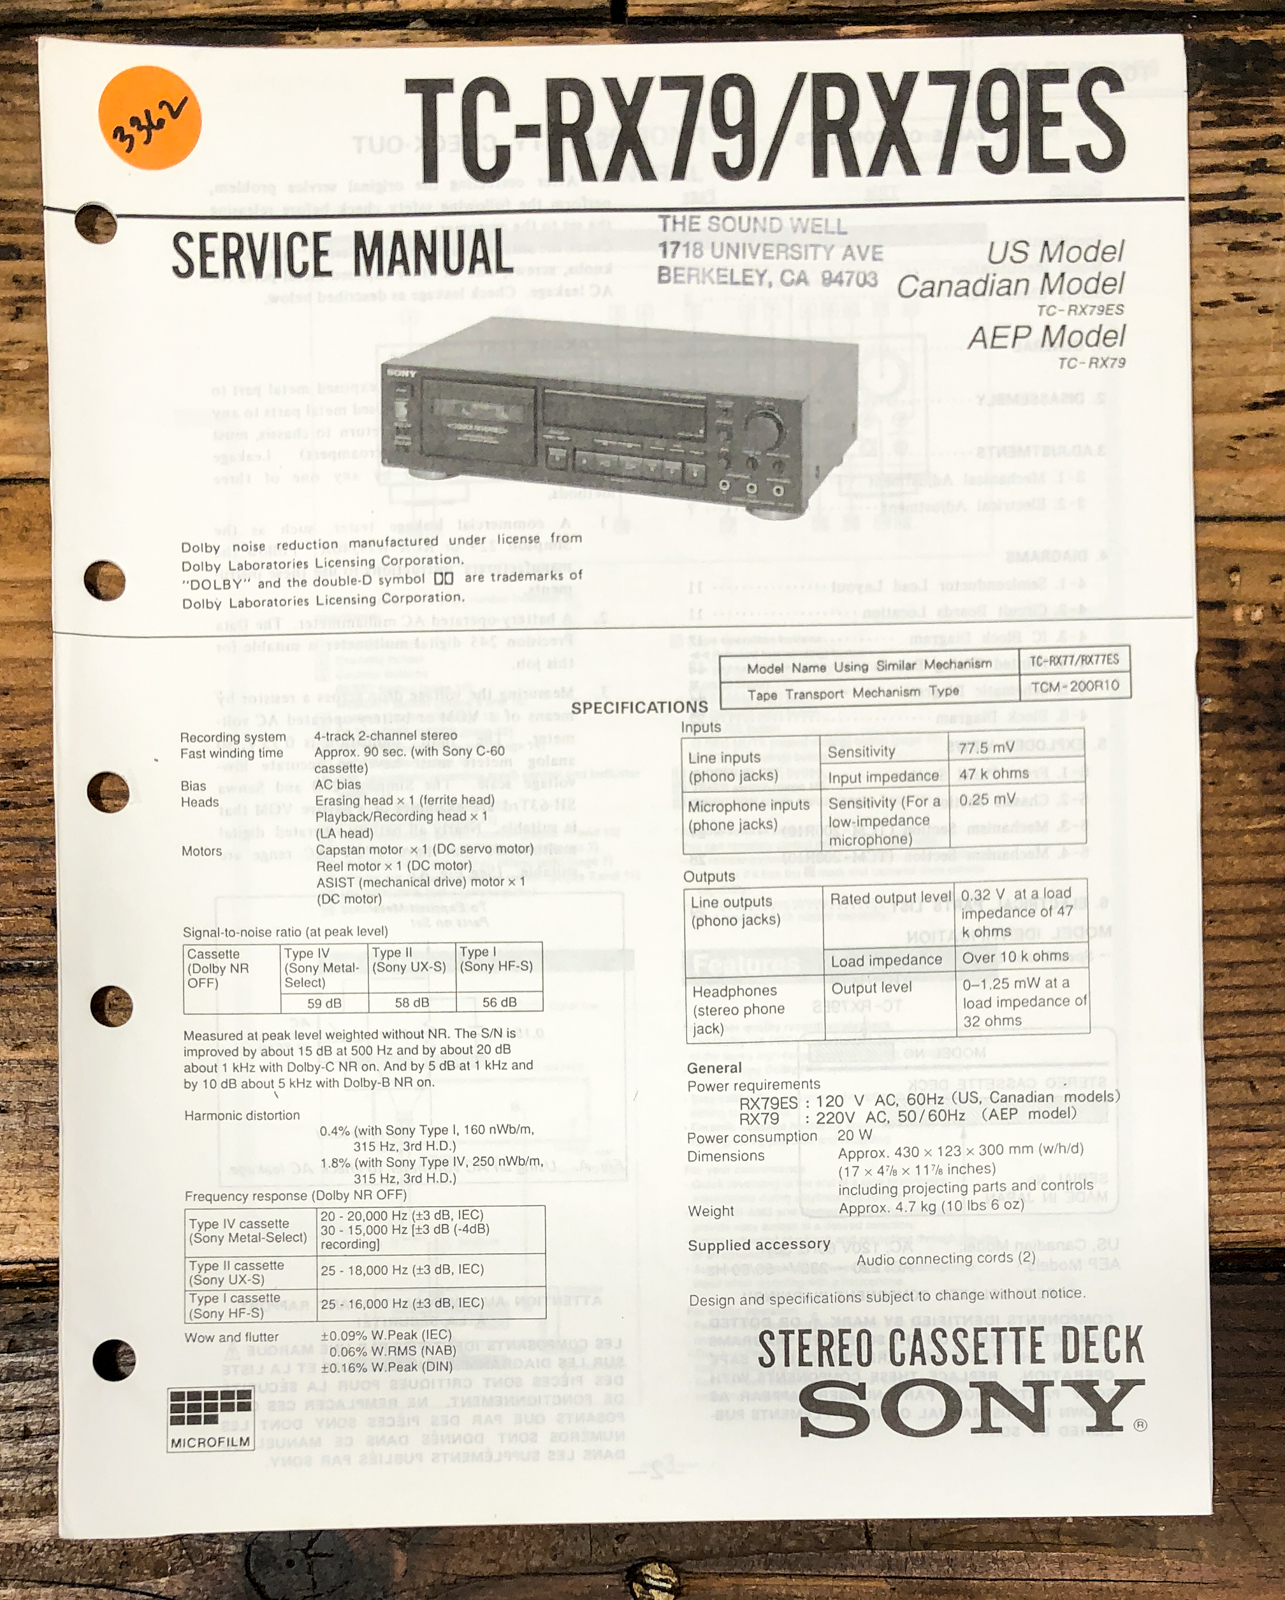 3362
TC-RX79/RX79ES
SERVICE MANUAL
THE SOUND WELL
1718 UNIVERSITY AVE
BERKELEY, CA 94703
US Model
Canadian Model
TC-RX79ES
AEP Model
TC-RX79
SONY
Dolby noise reduction manufactured under license from
Dolby Laboratories Licensing Corporation.
"DOLBY" and the double-D symbol are trademarks of
Dolby Laboratories Licensing Corporation.
Model Name Using Similar Mechanism TC-RX77/RX77ES
Tape Transport Mechanism Type TCM-200R10
SPECIFICATIONS
Recording system 4-track 2-channel stereo
Fast winding time Approx. 90 sec. (with Sony C-60
cassette)
Bias AC bias
Heads Erasing head × 1 (ferrite head)
Playback/Recording head × 1
(LA head)
Motors Capstan motor × 1 (DC servo motor)
Reel motor × 1 (DC motor)
ASIST (mechanical drive) motor × 1
(DC motor)
Signal-to-noise ratio (at peak level)
Cassette Type IV Type II Type I
(Dolby NR (Sony Metal- (Sony UX-S) (Sony HF-S)
OFF) Select)
59 dB 58 dB 56 dB
Measured at peak level weighted without NR. The S/N is
improved by about 15 dB at 500 Hz and by about 20 dB
about 1 kHz with Dolby-C NR on. And by 5 dB at 1 kHz and
by 10 dB about 5 kHz with Dolby-B NR on.
Harmonic distortion
0.4% (with Sony Type I, 160 nWb/m,
315 Hz, 3rd H.D.)
1.8% (with Sony Type IV, 250 nWb/m,
315 Hz, 3rd H.D.)
Frequency response (Dolby NR OFF)
Type IV cassette 20 - 20,000 Hz (±3 dB, IEC)
(Sony Metal-Select) 30 - 15,000 Hz [±3 dB (-4dB)
recording]
Type II cassette
(Sony UX-S) 25 - 18,000 Hz (±3 dB, IEC)
Type I cassette
(Sony HF-S) 25 - 16,000 Hz (±3 dB, IEC)
Wow and flutter ±0.09% W.Peak (IEC)
0.06% W.RMS (NAB)
±0.16% W.Peak (DIN)
MICROFILM
Inputs
Line inputs Sensitivity 77.5 mV
(phono jacks) Input impedance 47 k ohms
Microphone inputs Sensitivity (For a 0.25 mV
(phone jacks) low-impedance
microphone)
Outputs
Line outputs Rated output level 0.32 V at a load
(phono jacks) impedance of 47
k ohms
Load impedance Over 10 k ohms
Headphones Output level 0–1.25 mW at a
(stereo phone load impedance of
jack) 32 ohms
General
Power requirements
RX79ES : 120 V AC, 60Hz (US, Canadian models)
RX79 : 220V AC, 50/60Hz (AEP model)
Power consumption 20 W
Dimensions Approx. 430 × 123 × 300 mm (w/h/d)
(17 × 4⅞ × 11⅞ inches)
including projecting parts and controls
Weight Approx. 4.7 kg (10 lbs 6 oz)
Supplied accessory
Audio connecting cords (2)
Design and specifications subject to change without notice.
STEREO CASSETTE DECK
SONY®